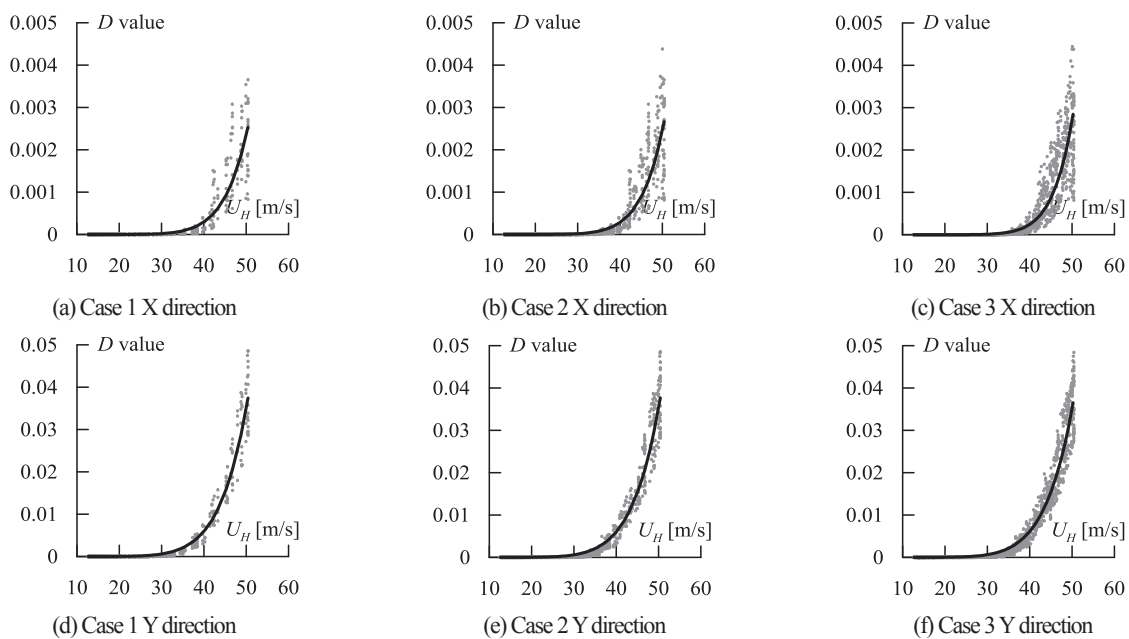 D value
0.005
0.004
0.003
0.002
0.001
0
U_H [m/s]
10 20 30 40 50 60
(a) Case 1 X direction
D value
0.005
0.004
0.003
0.002
0.001
0
U_H [m/s]
10 20 30 40 50 60
(b) Case 2 X direction
D value
0.005
0.004
0.003
0.002
0.001
0
U_H [m/s]
10 20 30 40 50 60
(c) Case 3 X direction
D value
0.05
0.04
0.03
0.02
0.01
0
U_H [m/s]
10 20 30 40 50 60
(d) Case 1 Y direction
D value
0.05
0.04
0.03
0.02
0.01
0
U_H [m/s]
10 20 30 40 50 60
(e) Case 2 Y direction
D value
0.05
0.04
0.03
0.02
0.01
0
U_H [m/s]
10 20 30 40 50 60
(f) Case 3 Y direction